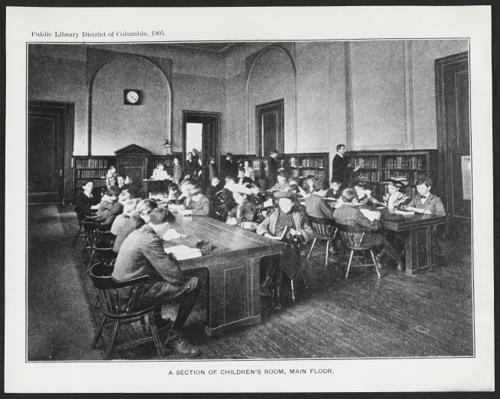 Public Library District of Columbia, 1905.
A SECTION OF CHILDREN'S ROOM, MAIN FLOOR.